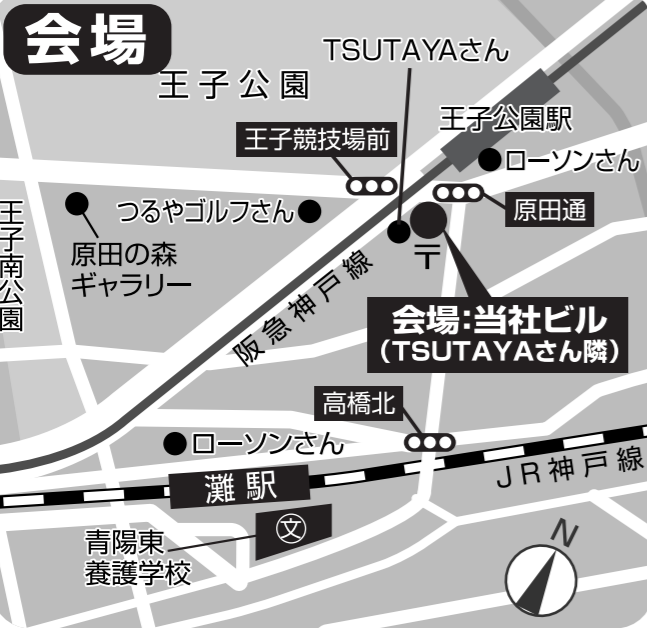 会場
TSUTAYAさん
王子公園
王子公園駅
王子競技場前
ローソンさん
原田通
つるやゴルフさん
王子南公園
原田の森
ギャラリー
〒
阪急神戸線
会場：当社ビル
（TSUTAYAさん隣）
高橋北
ローソンさん
灘駅
JR神戸線
文
青陽東
養護学校
N